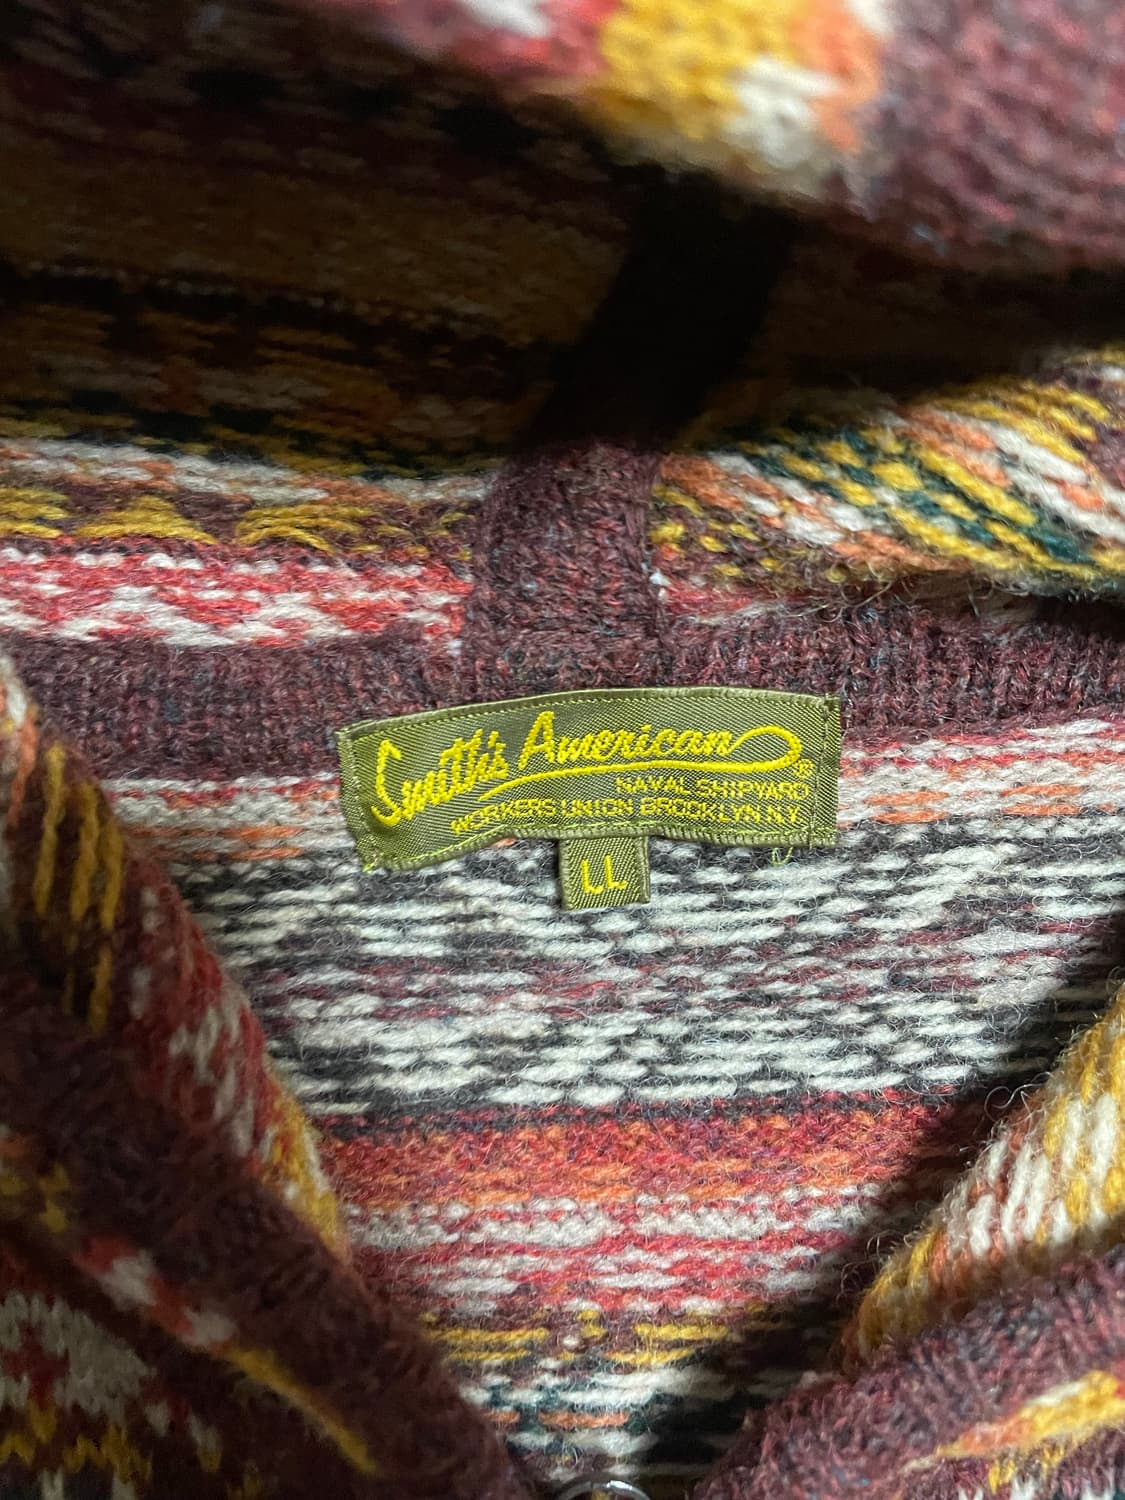 Smith's American ®
NAVAL SHIPYARD
WORKERS UNION BROOKLYN N.Y.
LL